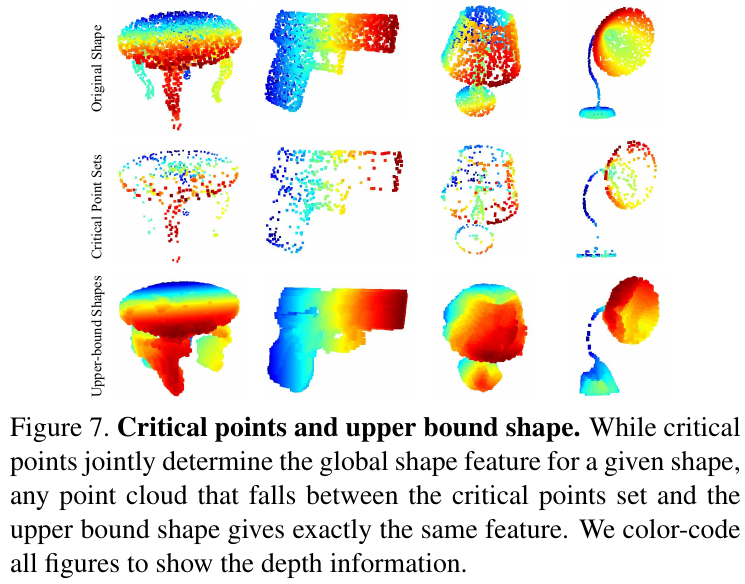 Original Shape
Critical Point Sets
Upper-bound Shapes
Figure 7. Critical points and upper bound shape. While critical
points jointly determine the global shape feature for a given shape,
any point cloud that falls between the critical points set and the
upper bound shape gives exactly the same feature. We color-code
all figures to show the depth information.